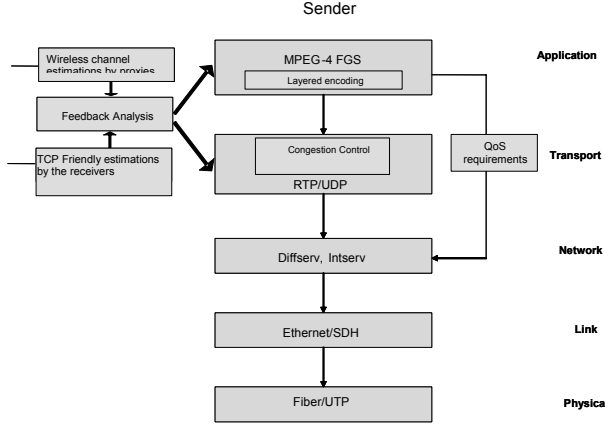 Sender
Wireless channel
estimations by proxies
MPEG-4 FGS
Layered encoding
Application
Feedback Analysis
TCP Friendly estimations
by the receivers
Congestion Control
RTP/UDP
QoS
requirements
Transport
Diffserv, Intserv
Network
Ethernet/SDH
Link
Fiber/UTP
Physica